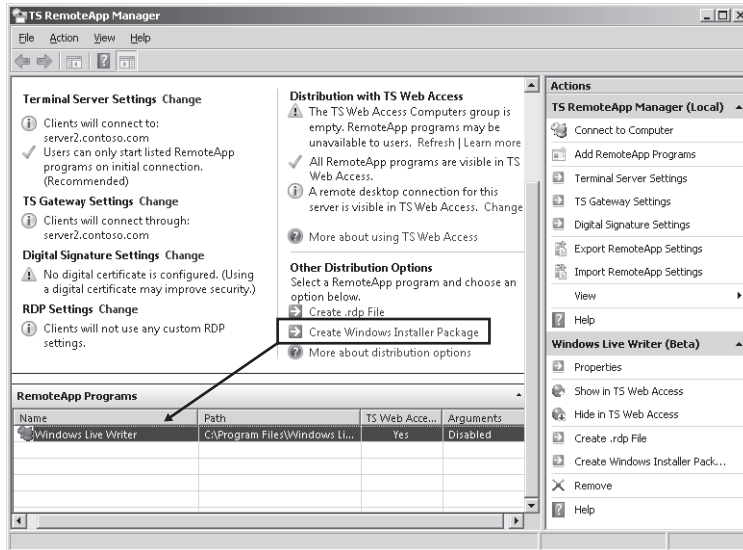 TS RemoteApp Manager
File Action View Help
Terminal Server Settings Change
Clients will connect to:
server2.contoso.com
Users can only start listed RemoteApp
programs on initial connection.
(Recommended)
TS Gateway Settings Change
Clients will connect through:
server2.contoso.com
Digital Signature Settings Change
No digital certificate is configured. (Using
a digital certificate may improve security.)
RDP Settings Change
Clients will not use any custom RDP
settings.
Distribution with TS Web Access
The TS Web Access Computers group is
empty. RemoteApp programs may be
unavailable to users. Refresh | Learn more
All RemoteApp programs are visible in TS
Web Access.
A remote desktop connection for this
server is visible in TS Web Access. Change
More about using TS Web Access
Other Distribution Options
Select a RemoteApp program and choose an
option below.
Create .rdp File
Create Windows Installer Package
More about distribution options
RemoteApp Programs
Name Path TS Web Acce... Arguments
Windows Live Writer C:\Program Files\Windows Li... Yes Disabled
Actions
TS RemoteApp Manager (Local)
Connect to Computer
Add RemoteApp Programs
Terminal Server Settings
TS Gateway Settings
Digital Signature Settings
Export RemoteApp Settings
Import RemoteApp Settings
View
Help
Windows Live Writer (Beta)
Properties
Show in TS Web Access
Hide in TS Web Access
Create .rdp File
Create Windows Installer Pack...
Remove
Help